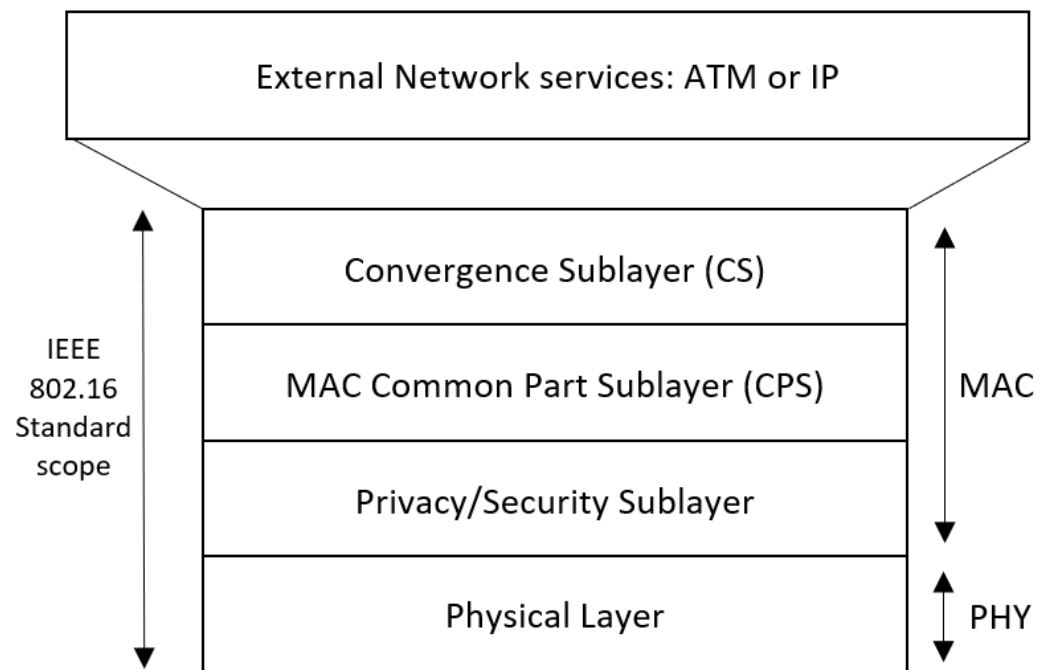 External Network services: ATM or IP
Convergence Sublayer (CS)
IEEE
802.16
Standard
scope
MAC Common Part Sublayer (CPS)
MAC
Privacy/Security Sublayer
Physical Layer
PHY